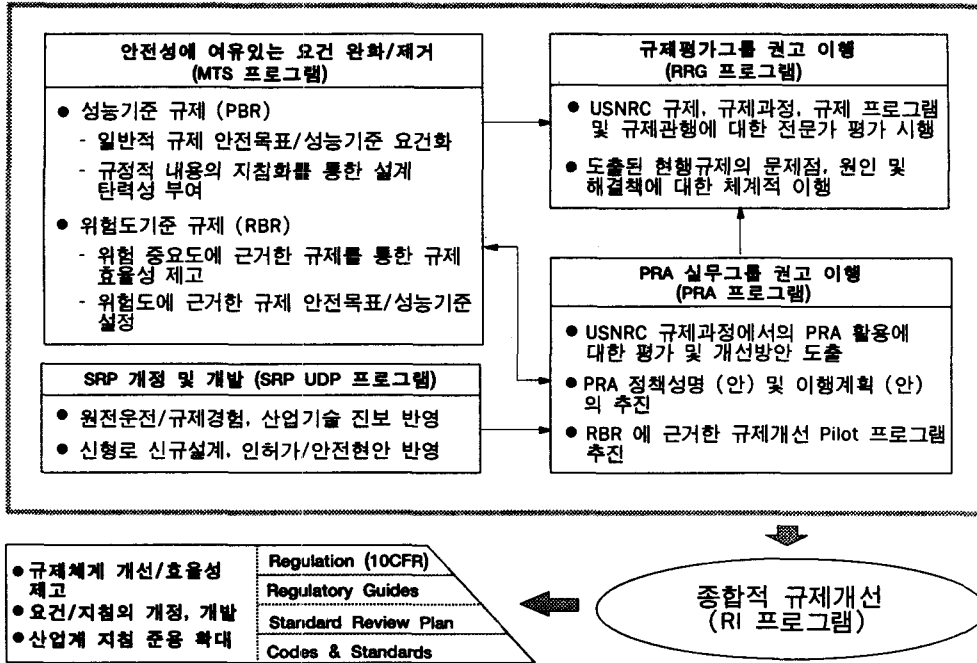 안전성에 여유있는 요건 완화/제거
(MTS 프로그램)
● 성능기준 규제 (PBR)
- 일반적 규제 안전목표/성능기준 요건화
- 규정적 내용의 지침화를 통한 설계
탄력성 부여
● 위험도기준 규제 (RBR)
- 위험 중요도에 근거한 규제를 통한 규제
효율성 제고
- 위험도에 근거한 규제 안전목표/성능기준
설정
SRP 개정 및 개발 (SRP UDP 프로그램)
● 원전운전/규제경험, 산업기술 진보 반영
● 신형로 신규설계, 인허가/안전현안 반영
규제평가그룹 권고 이행
(RRG 프로그램)
● USNRC 규제, 규제과정, 규제 프로그램
및 규제관행에 대한 전문가 평가 시행
● 도출된 현행규제의 문제점, 원인 및
해결책에 대한 체계적 이행
PRA 실무그룹 권고 이행
(PRA 프로그램)
● USNRC 규제과정에서의 PRA 활용에
대한 평가 및 개선방안 도출
● PRA 정책성명 (안) 및 이행계획 (안)
의 추진
● RBR 에 근거한 규제개선 Pilot 프로그램
추진
종합적 규제개선
(RI 프로그램)
● 규제체계 개선/효율성
제고
● 요건/지침의 개정, 개발
● 산업계 지침 준용 확대
Regulation (10CFR)
Regulatory Guides
Standard Review Plan
Codes & Standards